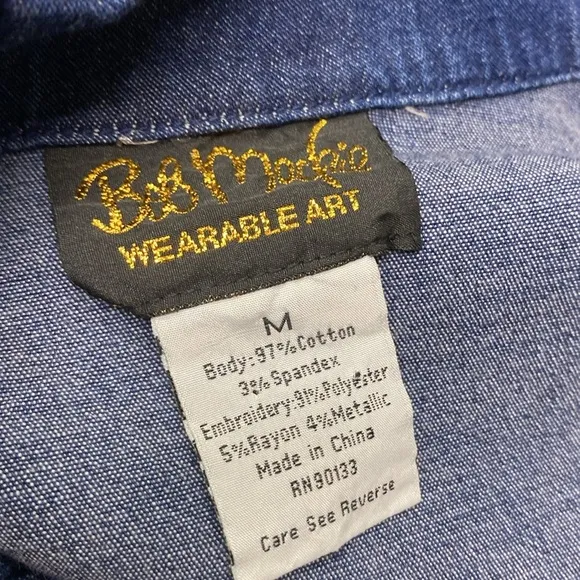 Bob Mackie
WEARABLE ART
M
Body:97%Cotton
3%Spandex
Embroidery:91%Polyester
5%Rayon 4%Metallic
Made in China
RN90133
Care See Reverse